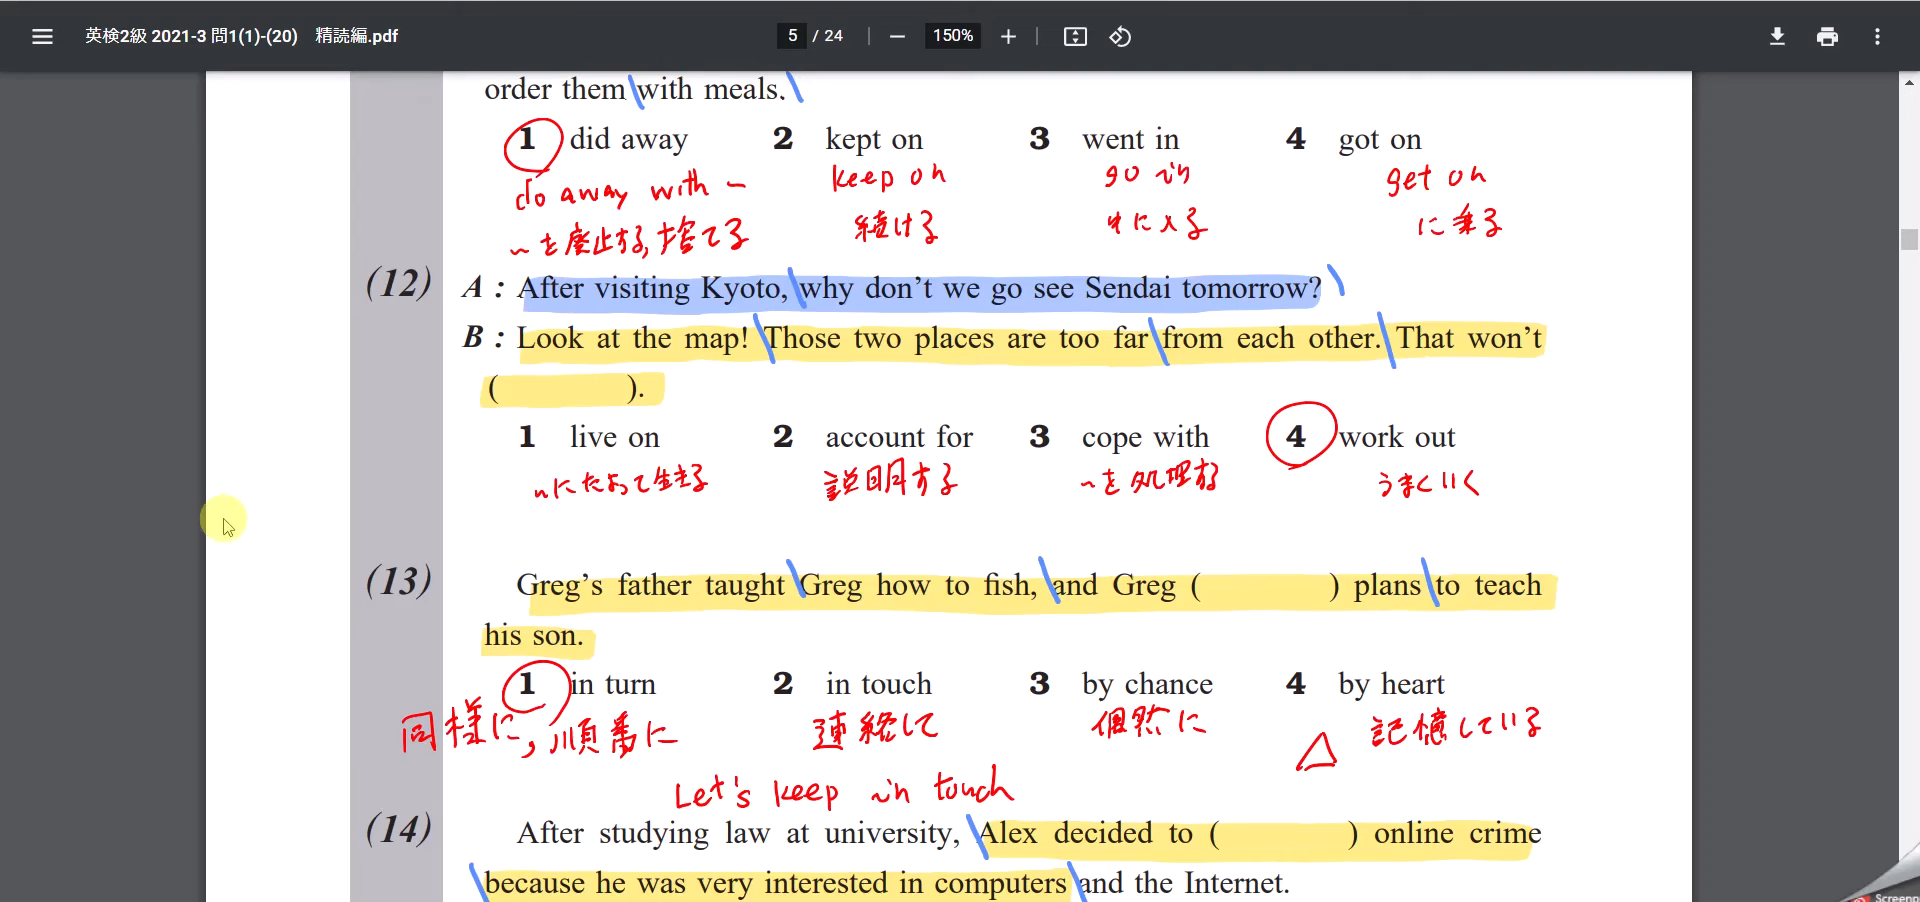 英検2級 2021-3 問1(1)-(20) 精読編.pdf
5 / 24
150%
order them with meals.
1 did away 2 kept on 3 went in 4 got on
do away with ~ keep on go in get on
~を廃止する,捨てる 続ける 中に入る に乗る
(12) A : After visiting Kyoto, why don't we go see Sendai tomorrow?
B : Look at the map! Those two places are too far from each other. That won't
( ).
1 live on 2 account for 3 cope with 4 work out
~にたよって生きる 説明する ~を処理する うまくいく
(13) Greg's father taught Greg how to fish, and Greg ( ) plans to teach
his son.
1 in turn 2 in touch 3 by chance 4 by heart
同様に, 順番に 連絡して 偶然に 記憶している
Let's keep in touch
(14) After studying law at university, Alex decided to ( ) online crime
because he was very interested in computers and the Internet.